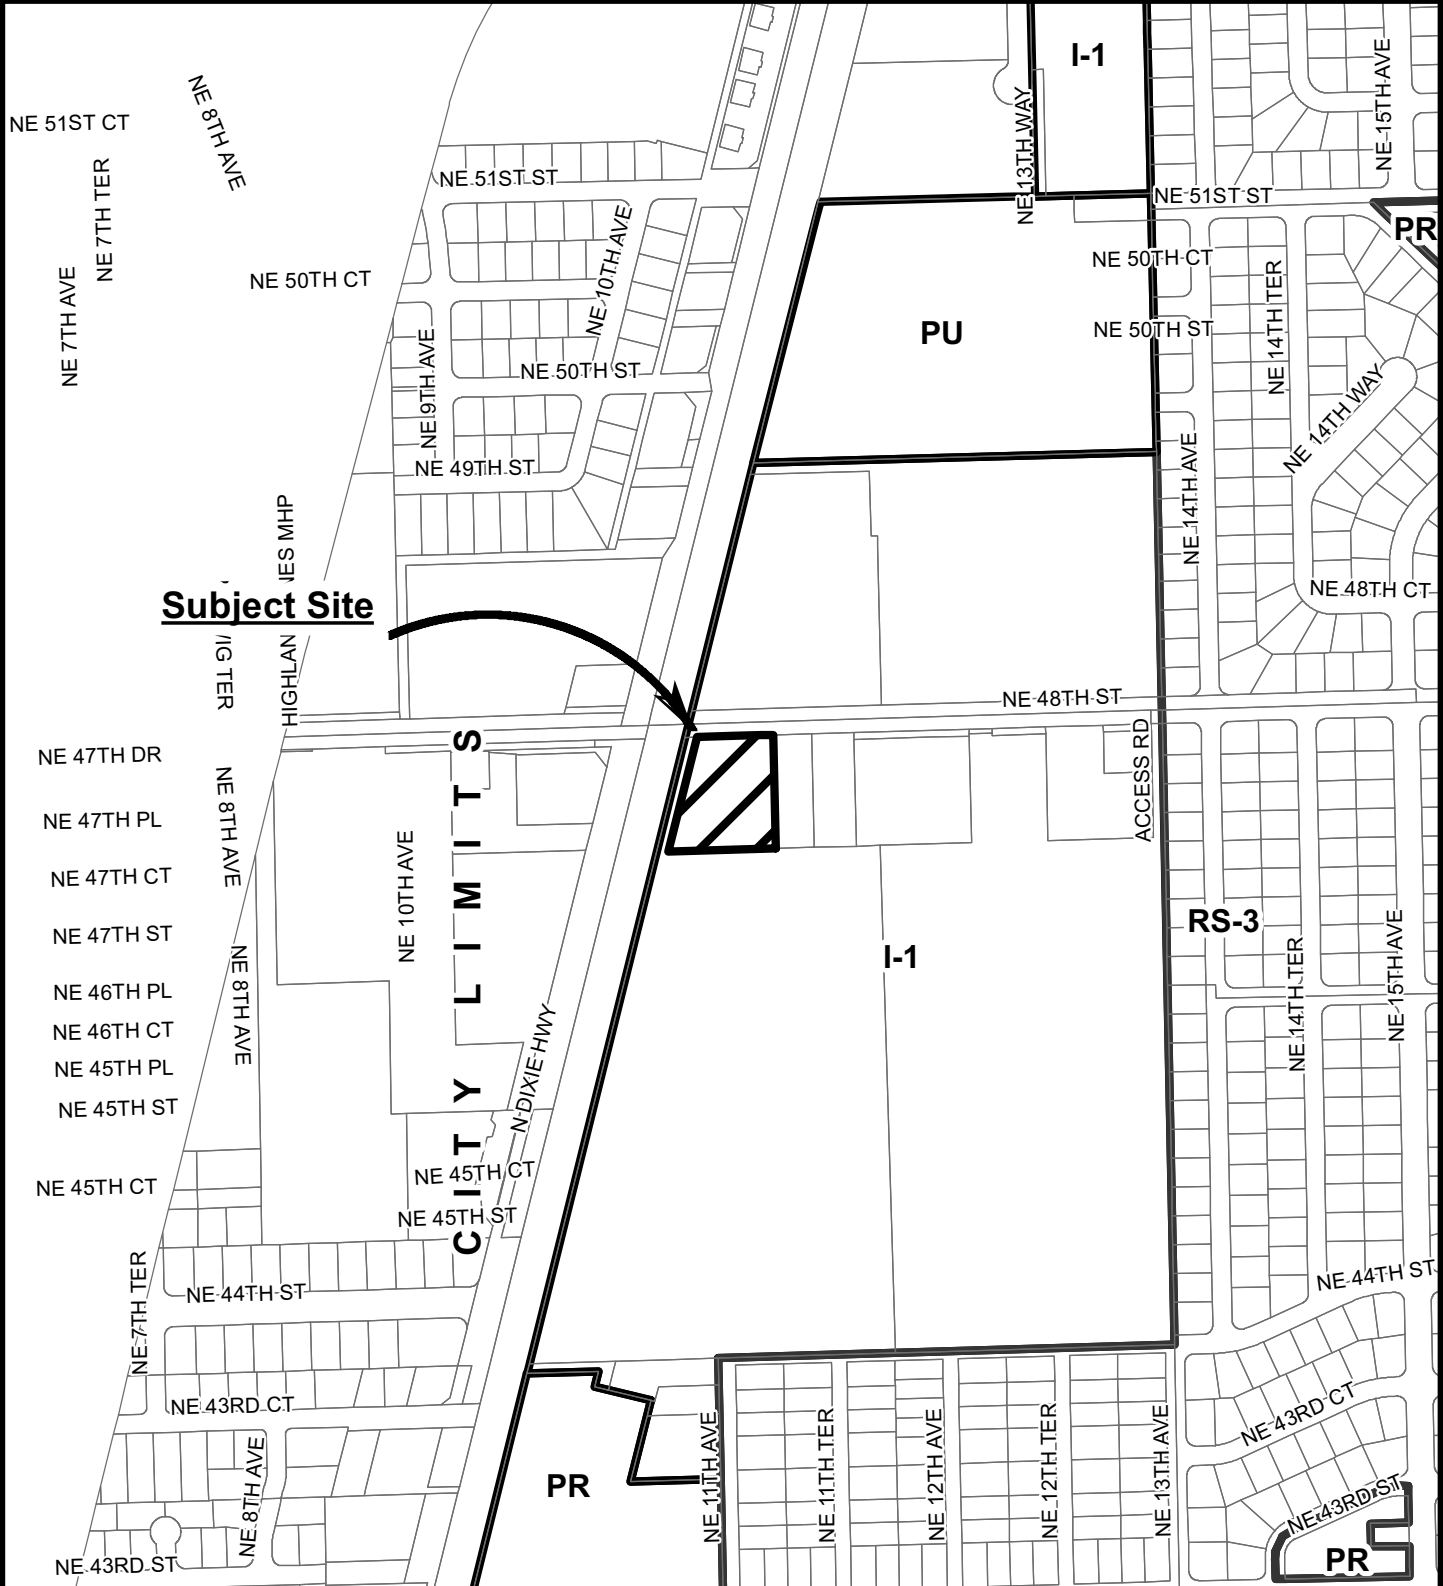 I-1
NE 15TH AVE
NE 8TH AVE
NE 51ST CT
NE 13TH WAY
NE 7TH TER
NE 51ST ST
NE 51ST ST
PR
NE 10TH AVE
NE 50TH CT
NE 50TH CT
NE 7TH AVE
NE 14TH TER
PU
NE 50TH ST
NE 9TH AVE
NE 50TH ST
NE 14TH WAY
NE 49TH ST
NE 14TH AVE
HIGHLAN
NES MHP
Subject Site
NE 48TH CT
IG TER
NE 48TH ST
CITY LIMITS
NE 47TH DR
ACCESS RD
NE 8TH AVE
NE 47TH PL
NE 10TH AVE
NE 47TH CT
RS-3
NE 47TH ST
I-1
NE 15TH AVE
NE 14TH TER
NE 8TH AVE
NE 46TH PL
NE 46TH CT
N DIXIE HWY
NE 45TH PL
NE 45TH ST
NE 45TH CT
NE 45TH CT
NE 45TH ST
NE 44TH ST
NE 7TH TER
NE 44TH ST
NE 43RD CT
NE 43RD CT
NE 11TH AVE
NE 11TH TER
NE 12TH AVE
NE 12TH TER
NE 13TH AVE
NE 8TH AVE
PR
NE 43RD ST
NE 43RD ST
PR